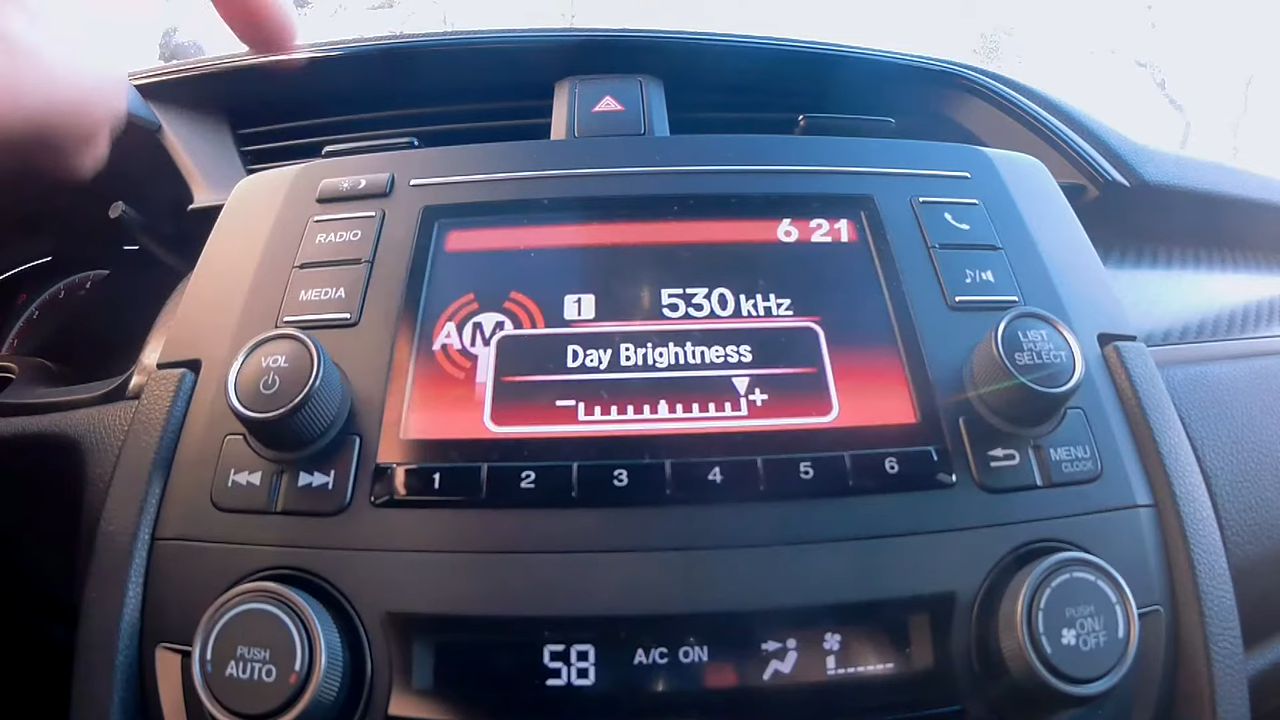 RADIO
MEDIA
VOL
6 21
1
530 kHz
AM
Day Brightness
− +
♪/
LIST
PUSH
SELECT
1 2 3 4 5 6
MENU
CLOCK
PUSH
AUTO
58
A/C ON
PUSH
ON/
OFF